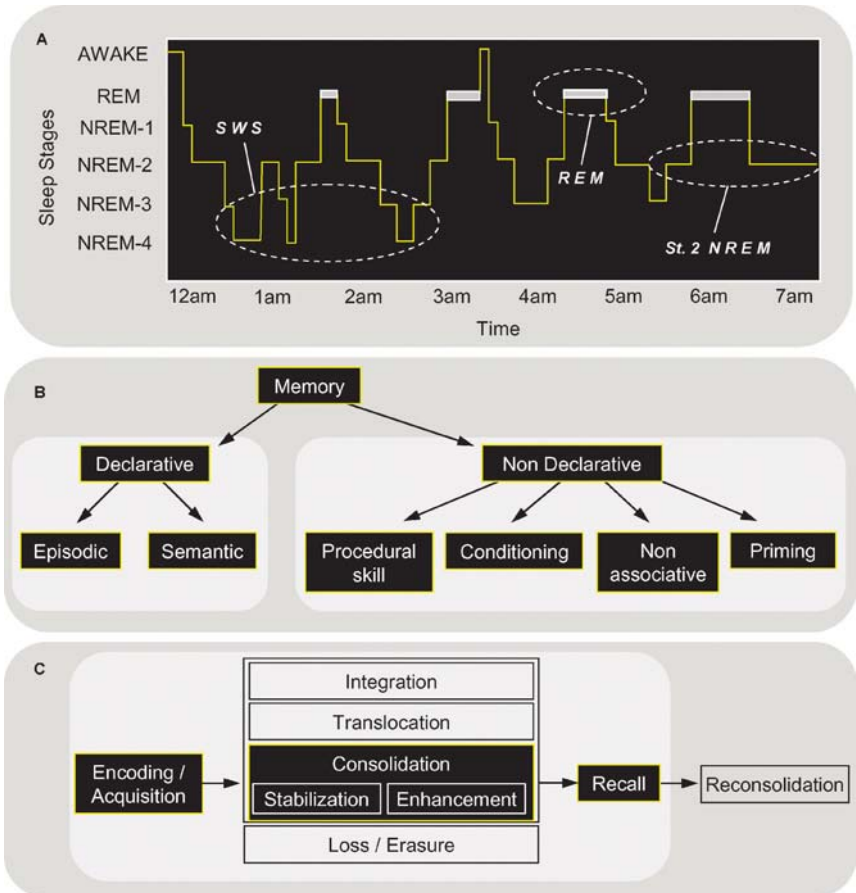 A
AWAKE
REM
NREM-1
NREM-2
NREM-3
NREM-4
Sleep Stages
SWS
REM
St. 2 NREM
12am 1am 2am 3am 4am 5am 6am 7am
Time
B
Memory
Declarative
Non Declarative
Episodic
Semantic
Procedural
skill
Conditioning
Non
associative
Priming
C
Integration
Translocation
Encoding /
Acquisition
Consolidation
Stabilization
Enhancement
Recall
Reconsolidation
Loss / Erasure